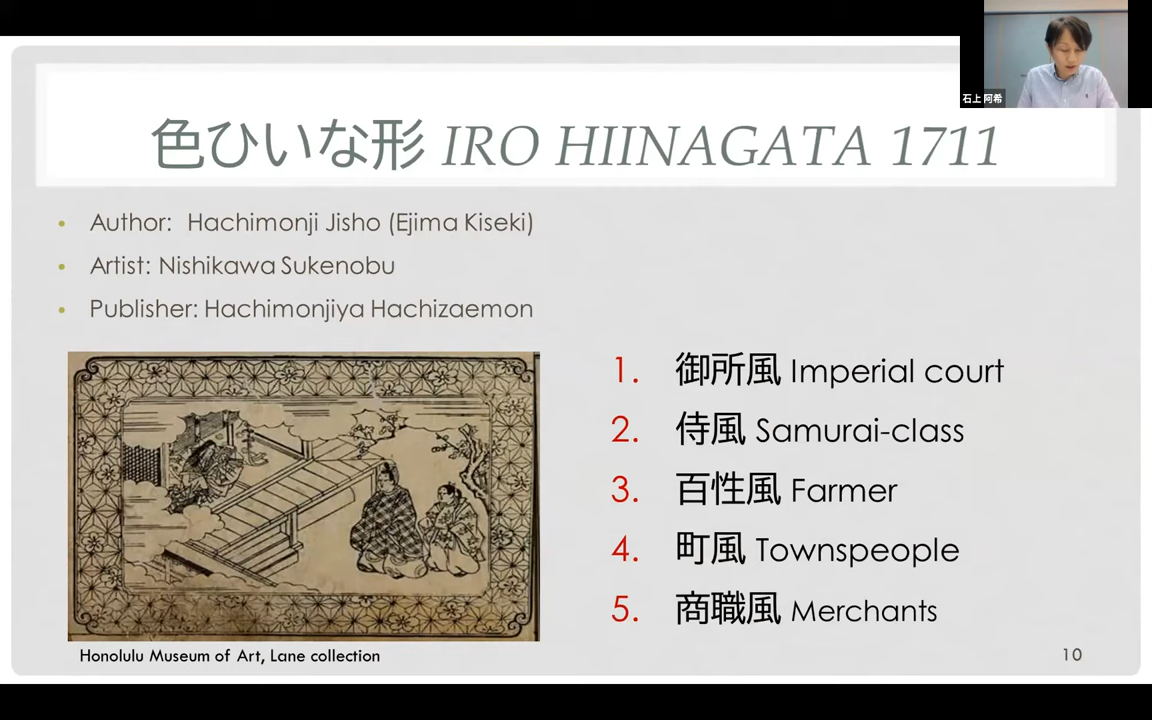 石上 阿希
色ひいな形 IRO HIINAGATA 1711
• Author: Hachimonji Jisho (Ejima Kiseki)
• Artist: Nishikawa Sukenobu
• Publisher: Hachimonjiya Hachizaemon
1. 御所風 Imperial court
2. 侍風 Samurai-class
3. 百性風 Farmer
4. 町風 Townspeople
5. 商職風 Merchants
Honolulu Museum of Art, Lane collection
10